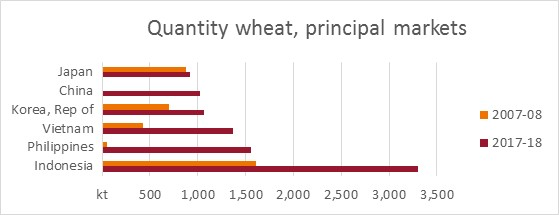 Quantity wheat, principal markets
Japan
China
Korea, Rep of
Vietnam
Philippines
Indonesia
kt 500 1,000 1,500 2,000 2,500 3,000 3,500
2007-08
2017-18